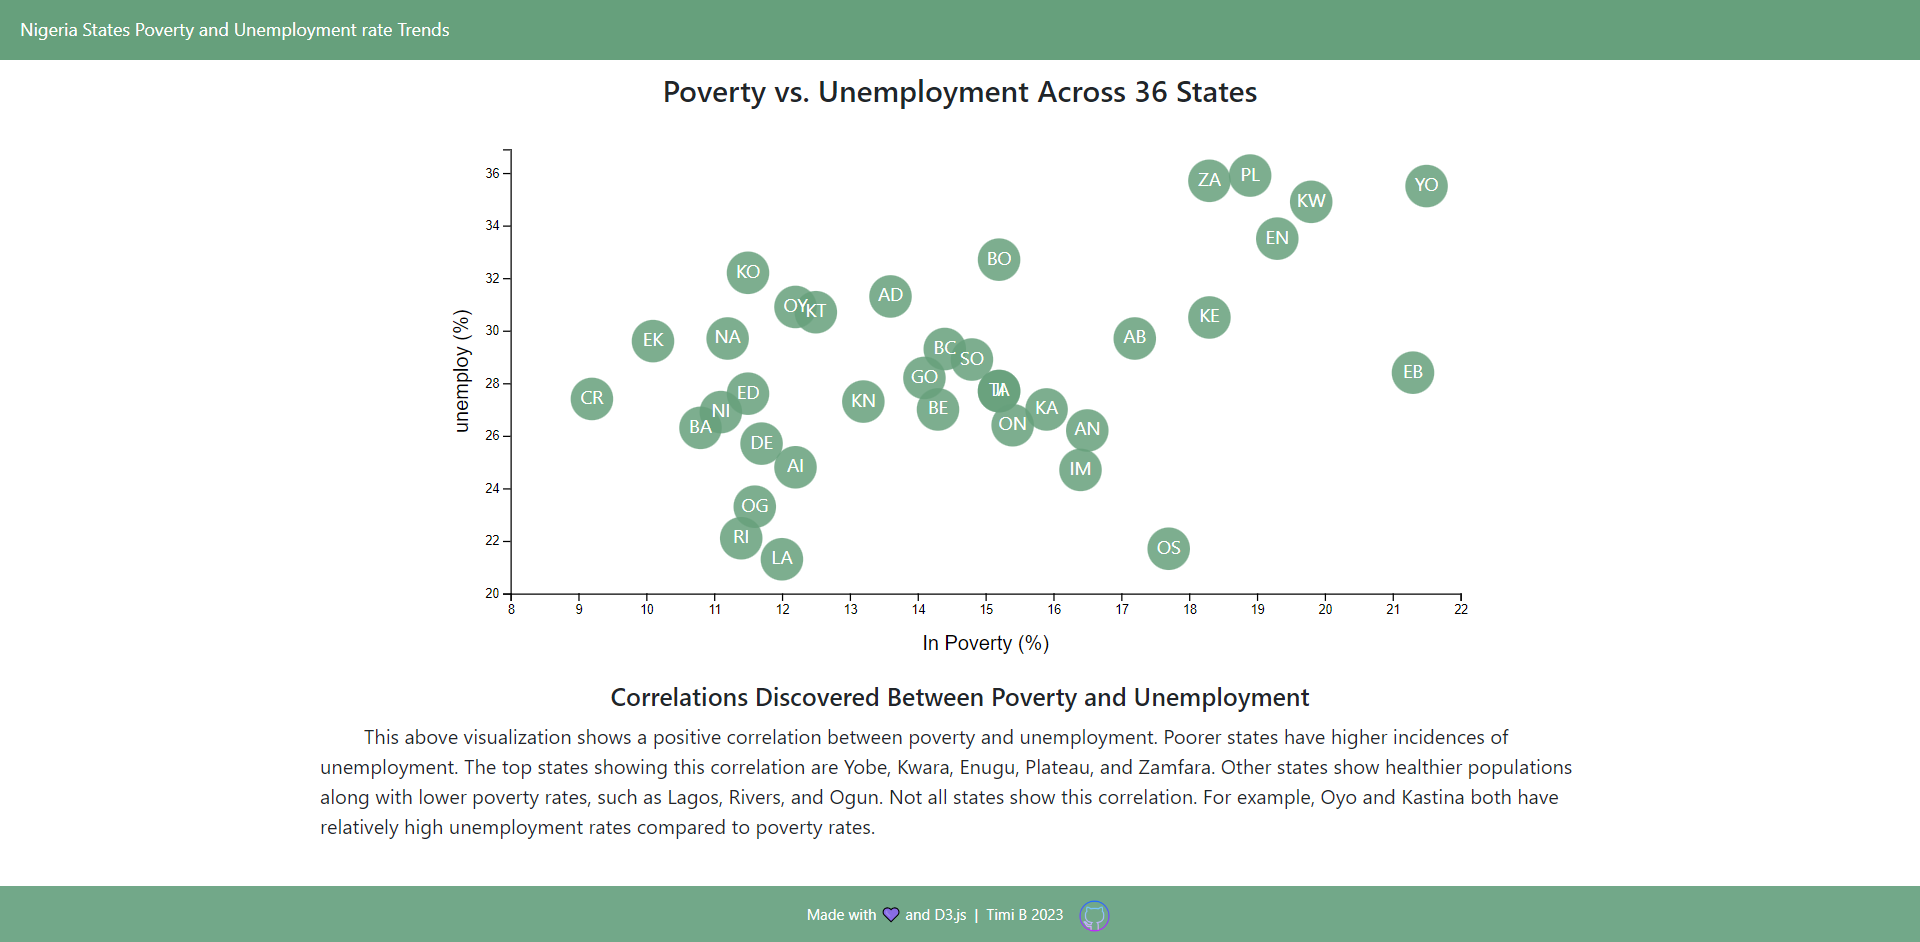 Nigeria States Poverty and Unemployment rate Trends
Poverty vs. Unemployment Across 36 States
36
34
32
30
28
26
24
22
20
unemploy (%)
ZA
PL
YO
KW
EN
BO
KO
AD
OY
KT
KE
NA
AB
EK
BC
SO
EB
GO
ED
CR
KN
BE
KA
NI
BA
ON
AN
DE
AI
IM
OG
RI
OS
LA
8 9 10 11 12 13 14 15 16 17 18 19 20 21 22
In Poverty (%)
Correlations Discovered Between Poverty and Unemployment
This above visualization shows a positive correlation between poverty and unemployment. Poorer states have higher incidences of
unemployment. The top states showing this correlation are Yobe, Kwara, Enugu, Plateau, and Zamfara. Other states show healthier populations
along with lower poverty rates, such as Lagos, Rivers, and Ogun. Not all states show this correlation. For example, Oyo and Kastina both have
relatively high unemployment rates compared to poverty rates.
Made with 💜 and D3.js | Timi B 2023